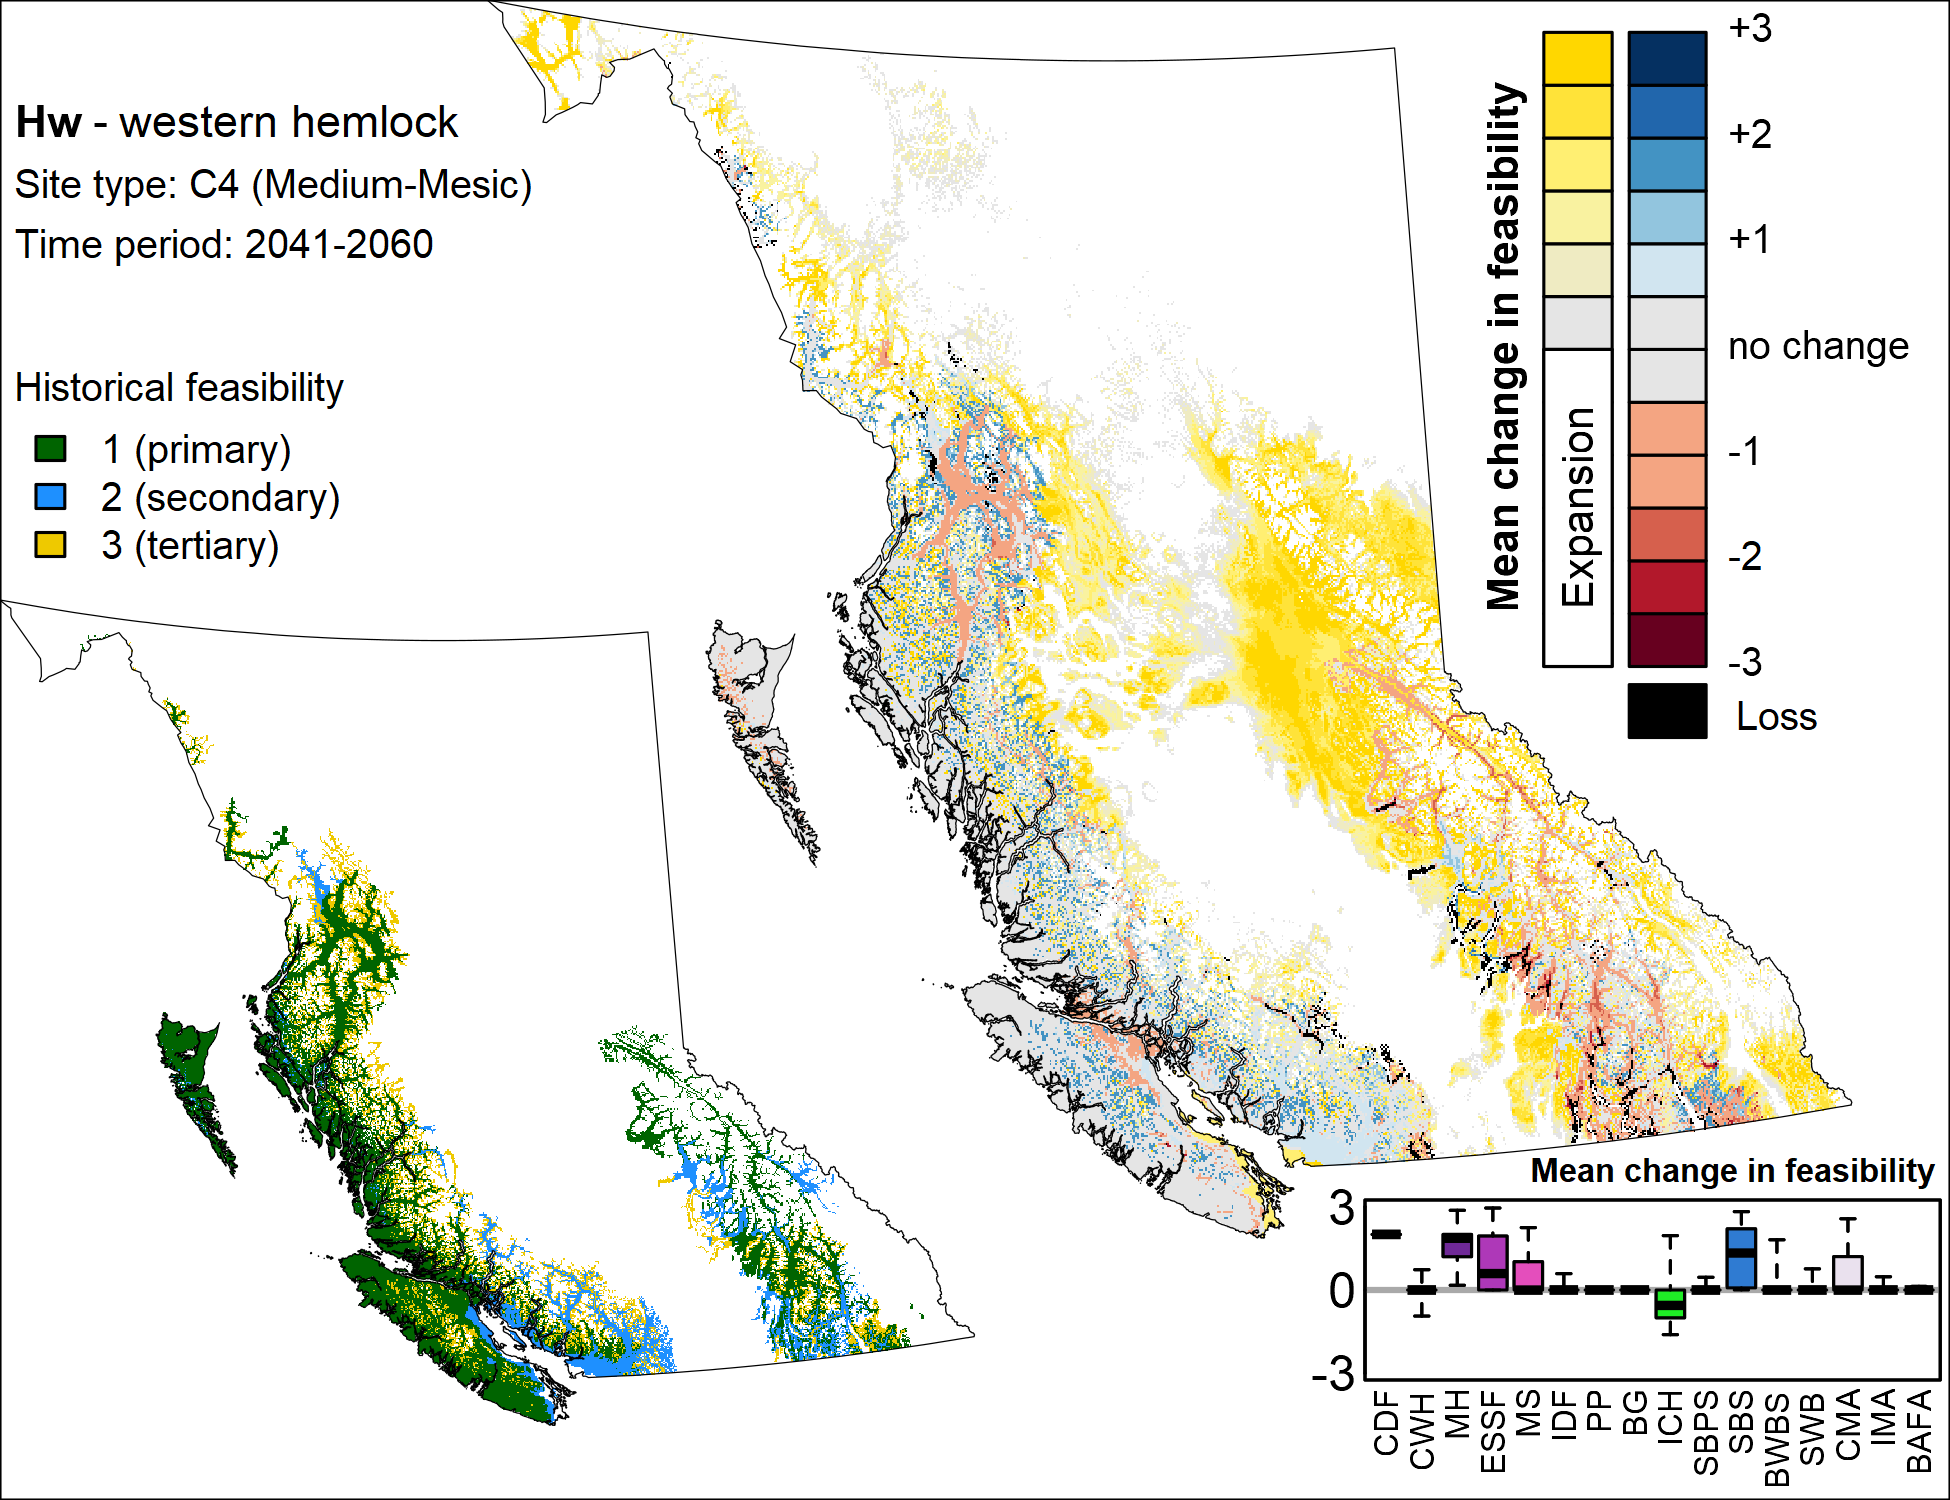 Hw - western hemlock
Site type: C4 (Medium-Mesic)
Time period: 2041-2060
Historical feasibility
1 (primary)
2 (secondary)
3 (tertiary)
Mean change in feasibility
Expansion
+3
+2
+1
no change
-1
-2
-3
Loss
Mean change in feasibility
3
0
-3
CDF
CWH
MH
ESSF
MS
IDF
PP
BG
ICH
SBPS
SBS
BWBS
SWB
CMA
IMA
BAFA